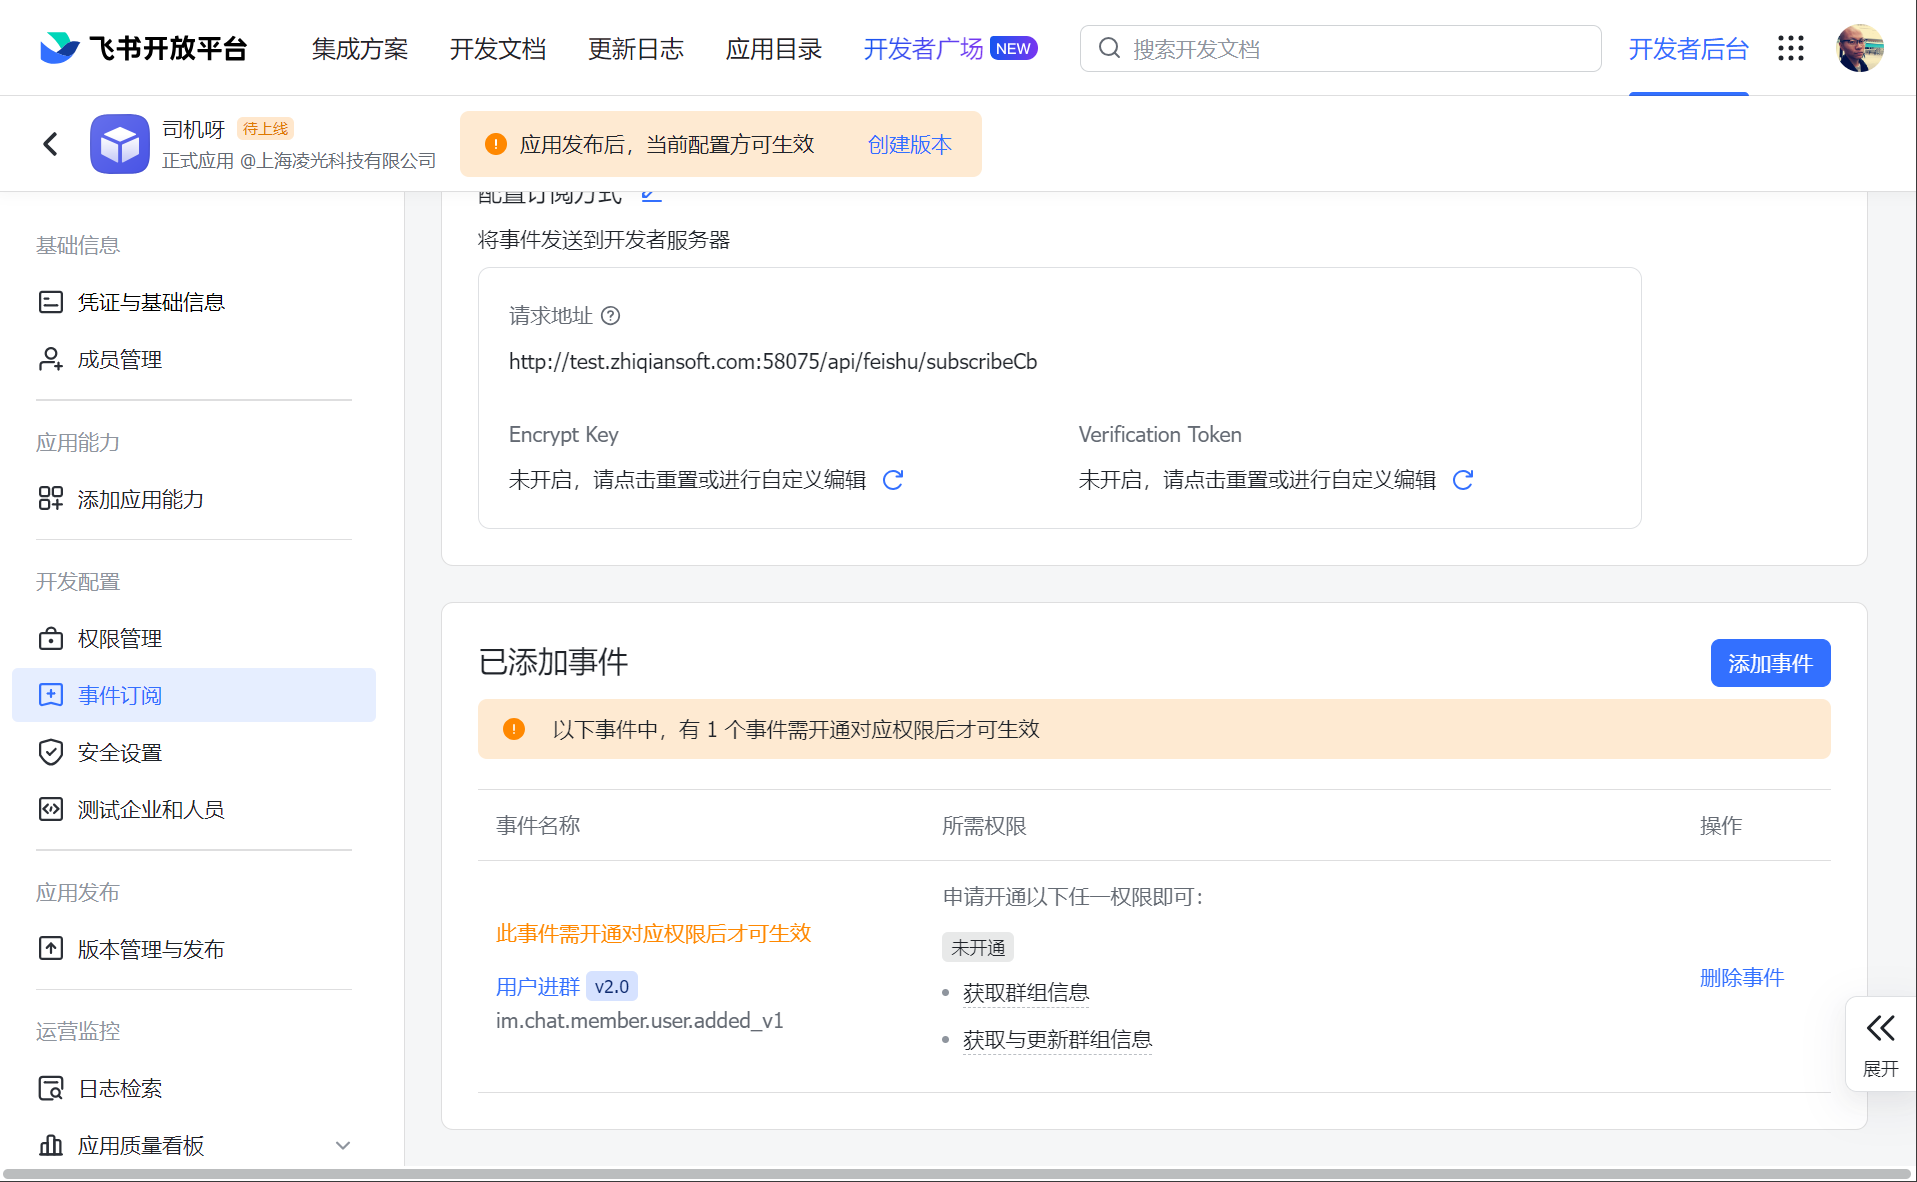 飞书开放平台
集成方案
开发文档
更新日志
应用目录
开发者广场 NEW
搜索开发文档
开发者后台
司机呀 待上线
正式应用 @上海凌光科技有限公司
应用发布后，当前配置方可生效 创建版本
基础信息
凭证与基础信息
成员管理
应用能力
添加应用能力
开发配置
权限管理
事件订阅
安全设置
测试企业和人员
应用发布
版本管理与发布
运营监控
日志检索
应用质量看板
配置订阅方式
将事件发送到开发者服务器
请求地址
http://test.zhiqiansoft.com:58075/api/feishu/subscribeCb
Encrypt Key
未开启，请点击重置或进行自定义编辑
Verification Token
未开启，请点击重置或进行自定义编辑
已添加事件
添加事件
以下事件中，有 1 个事件需开通对应权限后才可生效
事件名称 所需权限 操作
此事件需开通对应权限后才可生效
用户进群 v2.0
im.chat.member.user.added_v1
申请开通以下任一权限即可：
未开通
• 获取群组信息
• 获取与更新群组信息
删除事件
展开